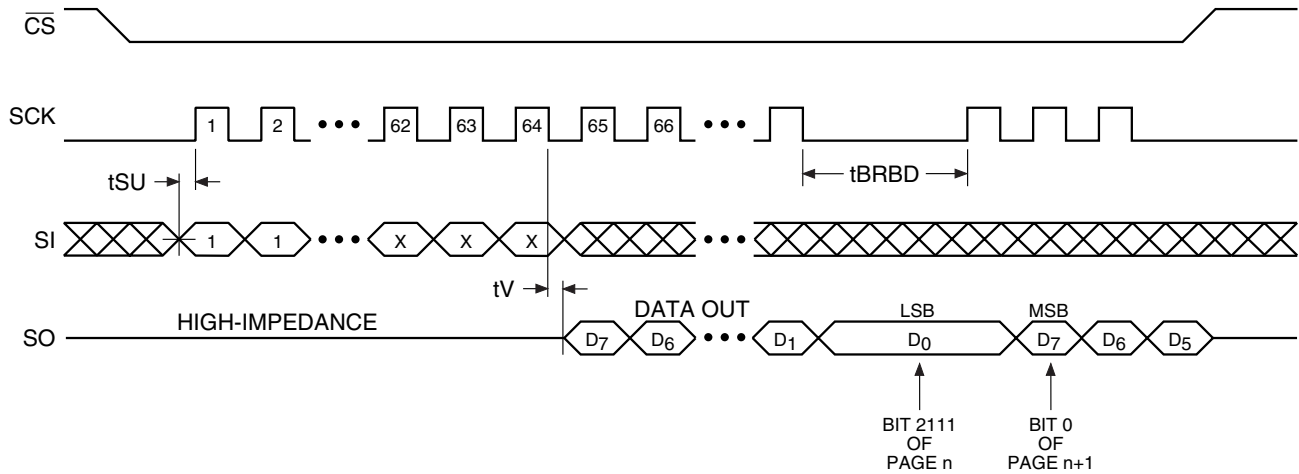 CS
SCK 1 2 ••• 62 63 64 65 66 •••
tSU tBRBD
SI 1 1 ••• X X X •••
tV
HIGH-IMPEDANCE DATA OUT LSB MSB
SO D7 D6 ••• D1 D0 D7 D6 D5
BIT 2111
OF
PAGE n
BIT 0
OF
PAGE n+1